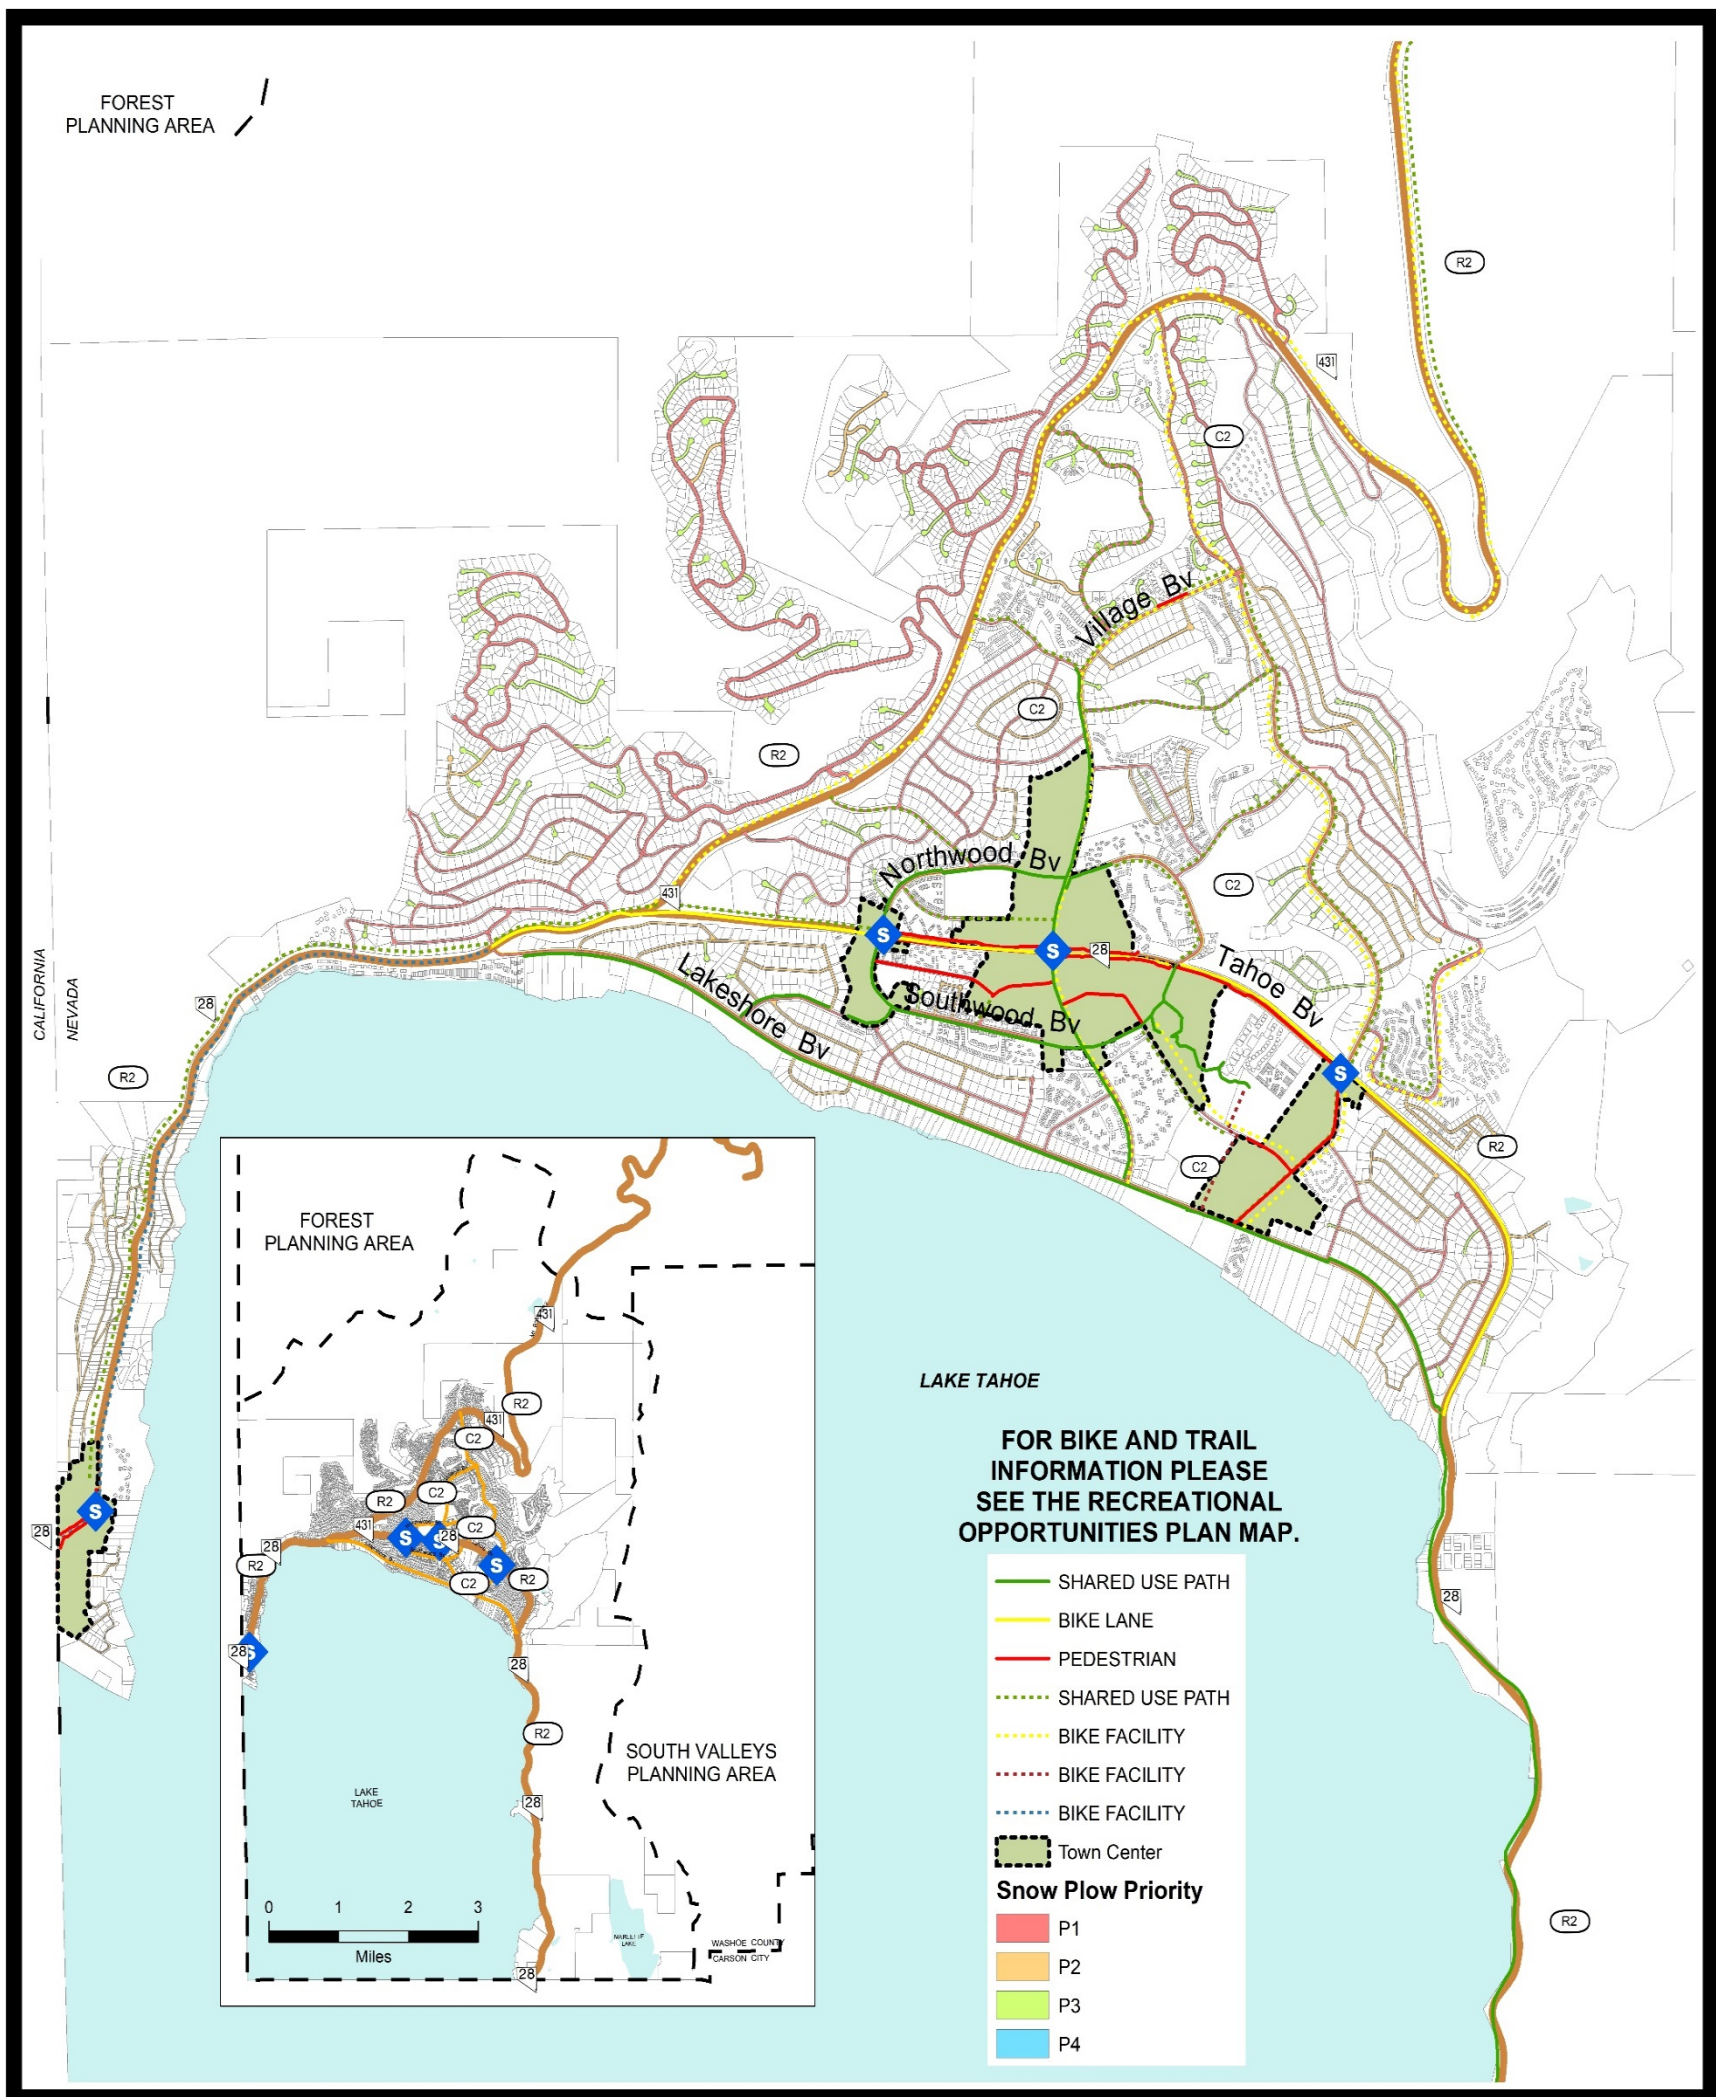 FOREST
PLANNING AREA
R2
431
C2
Village Bv
C2
R2
Northwood Bv
431
C2
CALIFORNIA
NEVADA
S
S
28
Tahoe Bv
Lakeshore Bv
Southwood Bv
28
R2
S
R2
C2
FOREST
PLANNING AREA
431
R2
431
C2
C2
R2
431
C2
S
S
28
28
R2
S
C2
R2
28
S
28
R2
SOUTH VALLEYS
PLANNING AREA
LAKE
TAHOE
28
0 1 2 3
Miles
WASHOE COUNTY
CARSON CITY
28
S
28
LAKE TAHOE
FOR BIKE AND TRAIL
INFORMATION PLEASE
SEE THE RECREATIONAL
OPPORTUNITIES PLAN MAP.
SHARED USE PATH
BIKE LANE
PEDESTRIAN
SHARED USE PATH
BIKE FACILITY
BIKE FACILITY
BIKE FACILITY
Town Center
Snow Plow Priority
P1
P2
P3
P4
28
R2